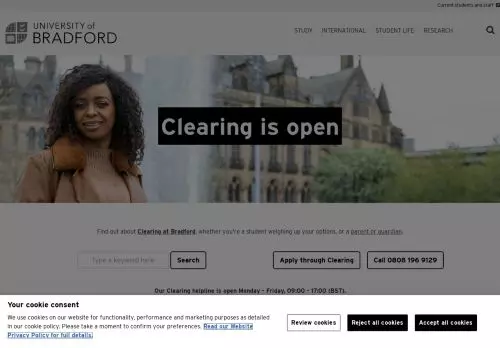 Current students and staff
UNIVERSITY of
BRADFORD
STUDY INTERNATIONAL STUDENT LIFE RESEARCH
Clearing is open
Find out about Clearing at Bradford, whether you're a student weighing up your options, or a parent or guardian.
Type a keyword here Search Apply through Clearing Call 0808 196 9129
Our Clearing helpline is open Monday - Friday, 09:00 - 17:00 (BST).
Your cookie consent
We use cookies on our website for functionality, performance and marketing purposes as detailed
in our cookie policy. Please take a moment to confirm your preferences. Read our Website
Privacy Policy for full details.
Review cookies Reject all cookies Accept all cookies